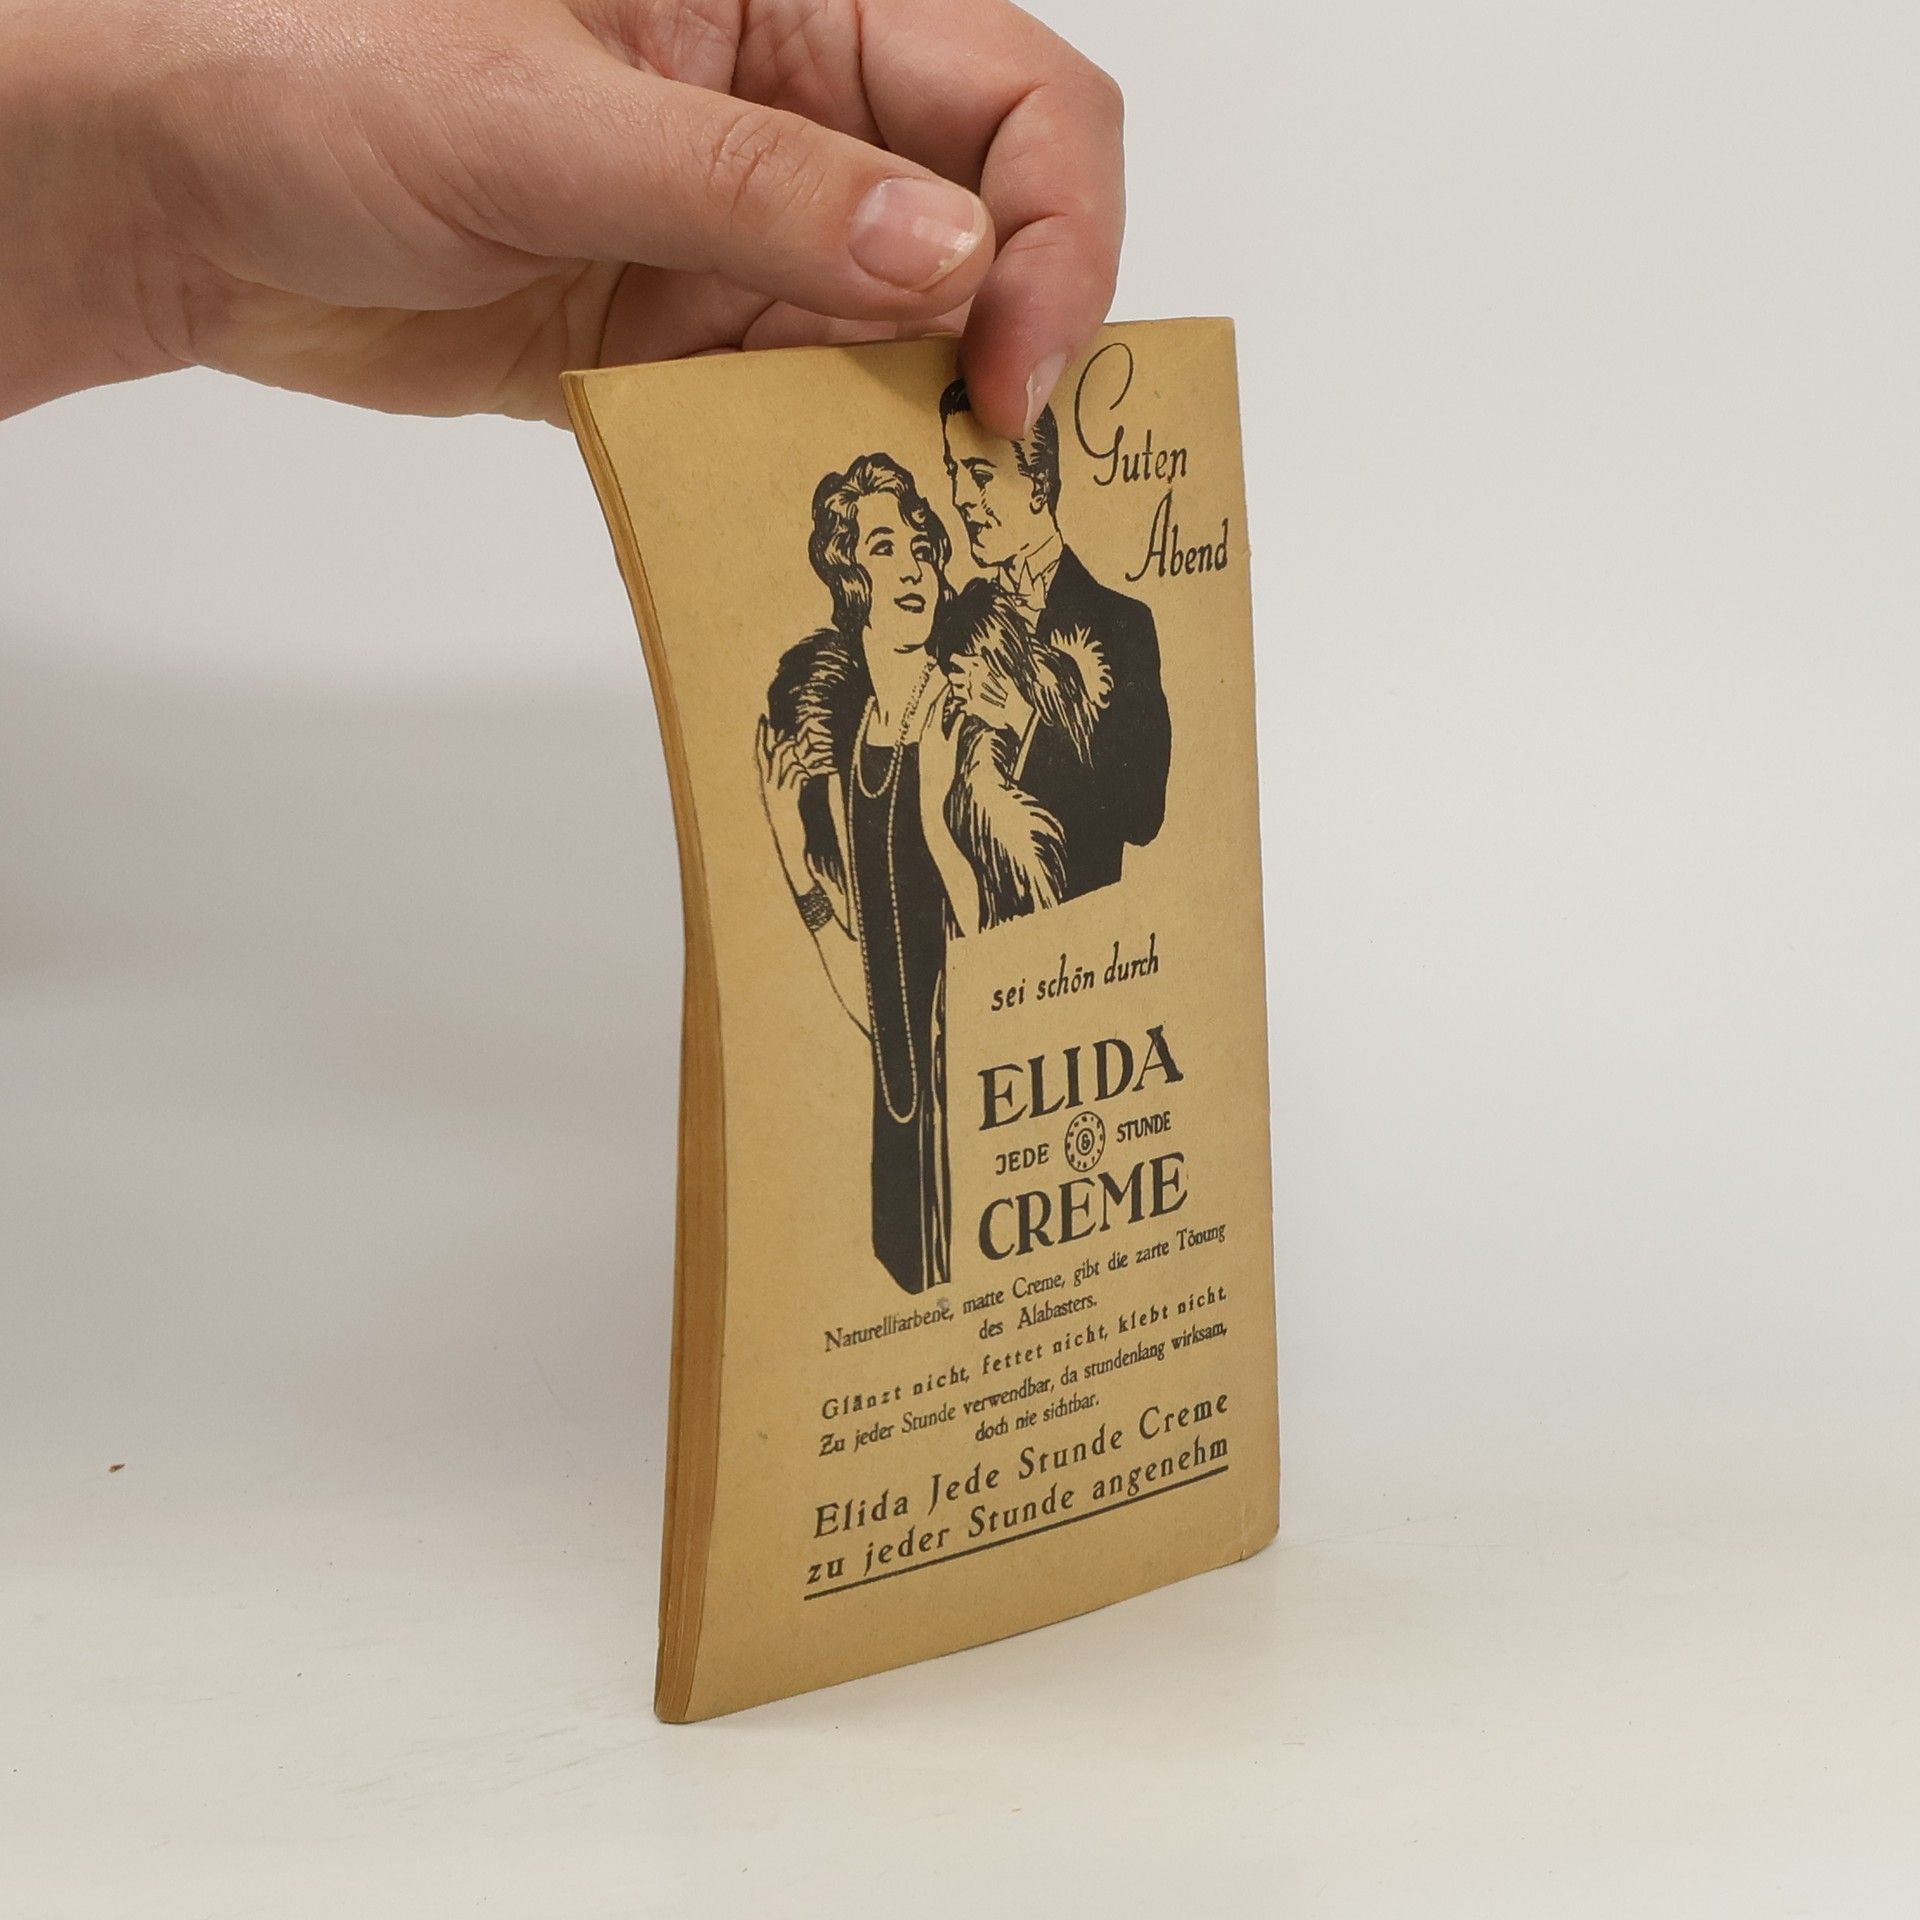 Guten
Abend
sei schön durch
ELIDA
JEDE STUNDE
CREME
Naturellfarbene, matte Creme, gibt die zarte Tönung
des Alabasters.
Glänzt nicht, fettet nicht, klebt nicht.
Zu jeder Stunde verwendbar, da stundenlang wirksam,
doch nie sichtbar.
Elida Jede Stunde Creme
zu jeder Stunde angenehm